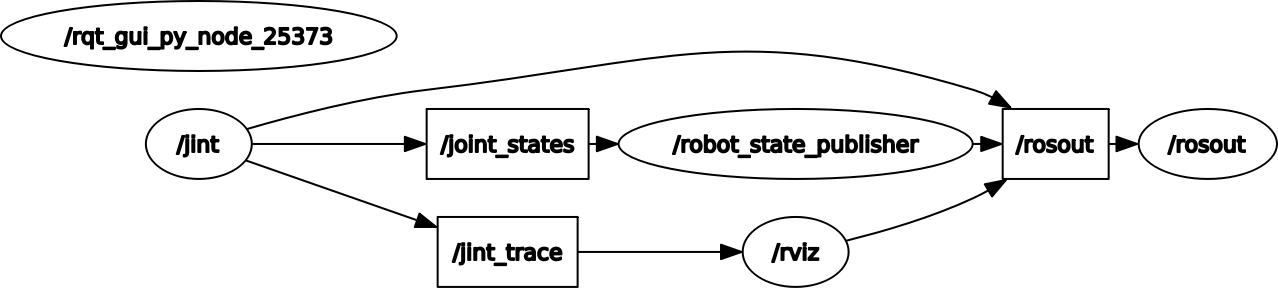 /rqt_gui_py_node_25373
/jint
/joint_states
/robot_state_publisher
/rosout
/rosout
/jint_trace
/rviz